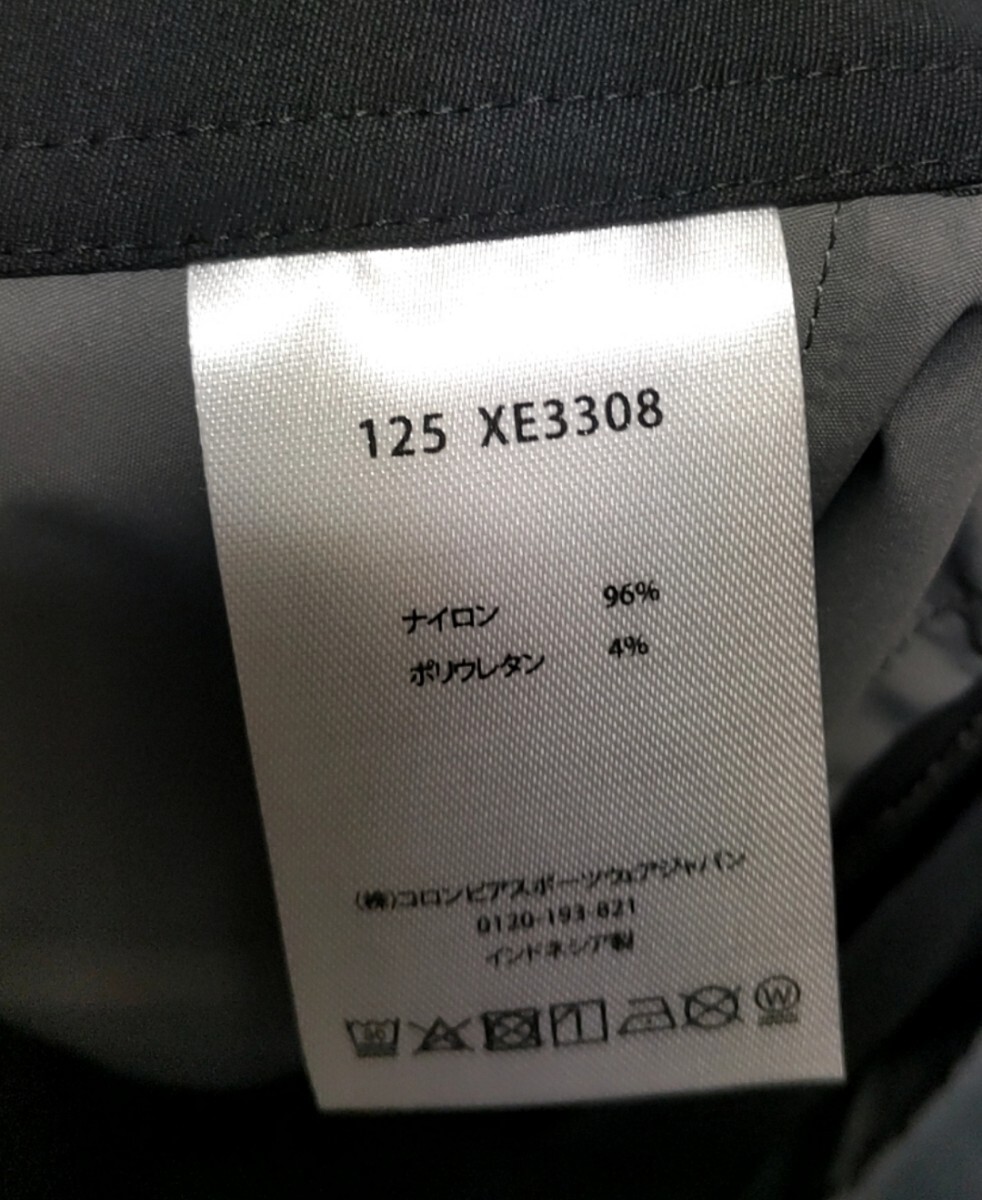 125 XE3308
ナイロン 96%
ポリウレタン 4%
(株)コロンビアスポーツウェアジャパン
0120-193-821
インドネシア製
W